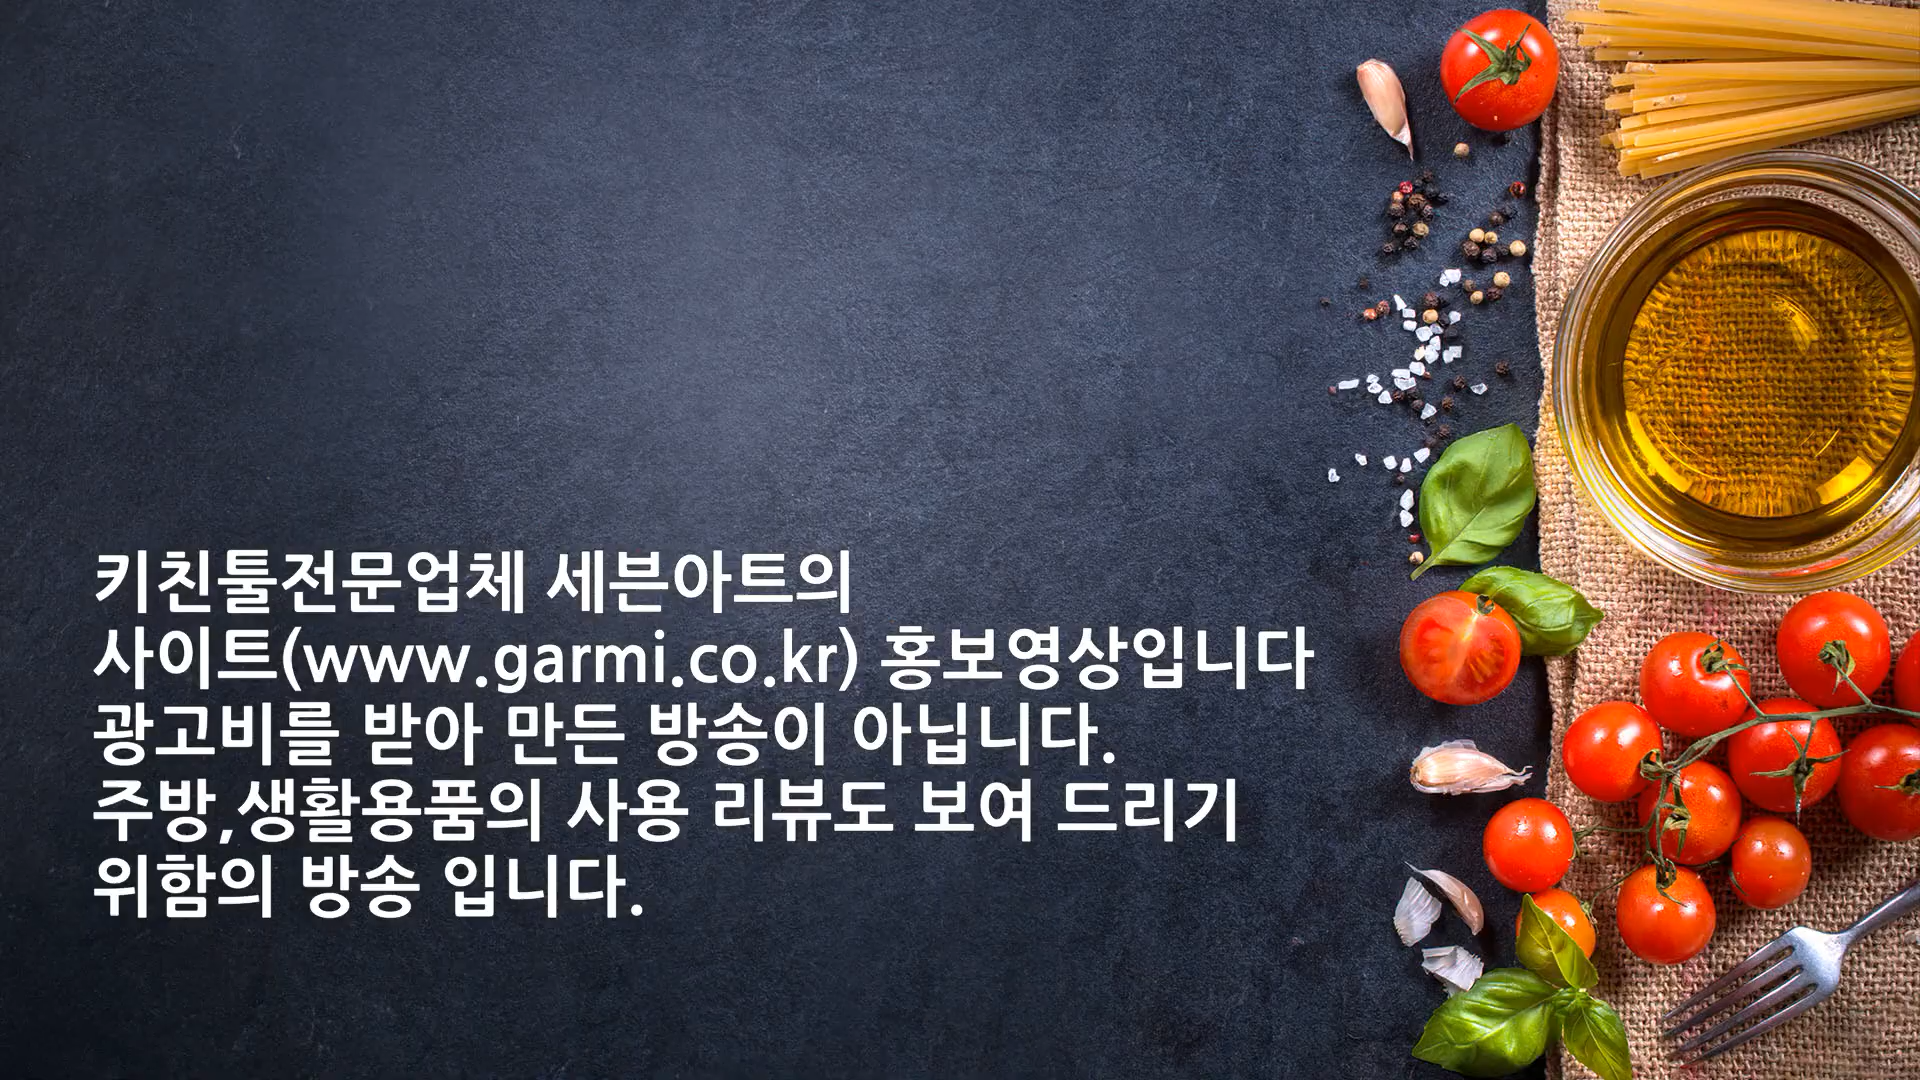 키친툴전문업체 세븐아트의
사이트(www.garmi.co.kr) 홍보영상입니다
광고비를 받아 만든 방송이 아닙니다.
주방,생활용품의 사용 리뷰도 보여 드리기
위함의 방송 입니다.